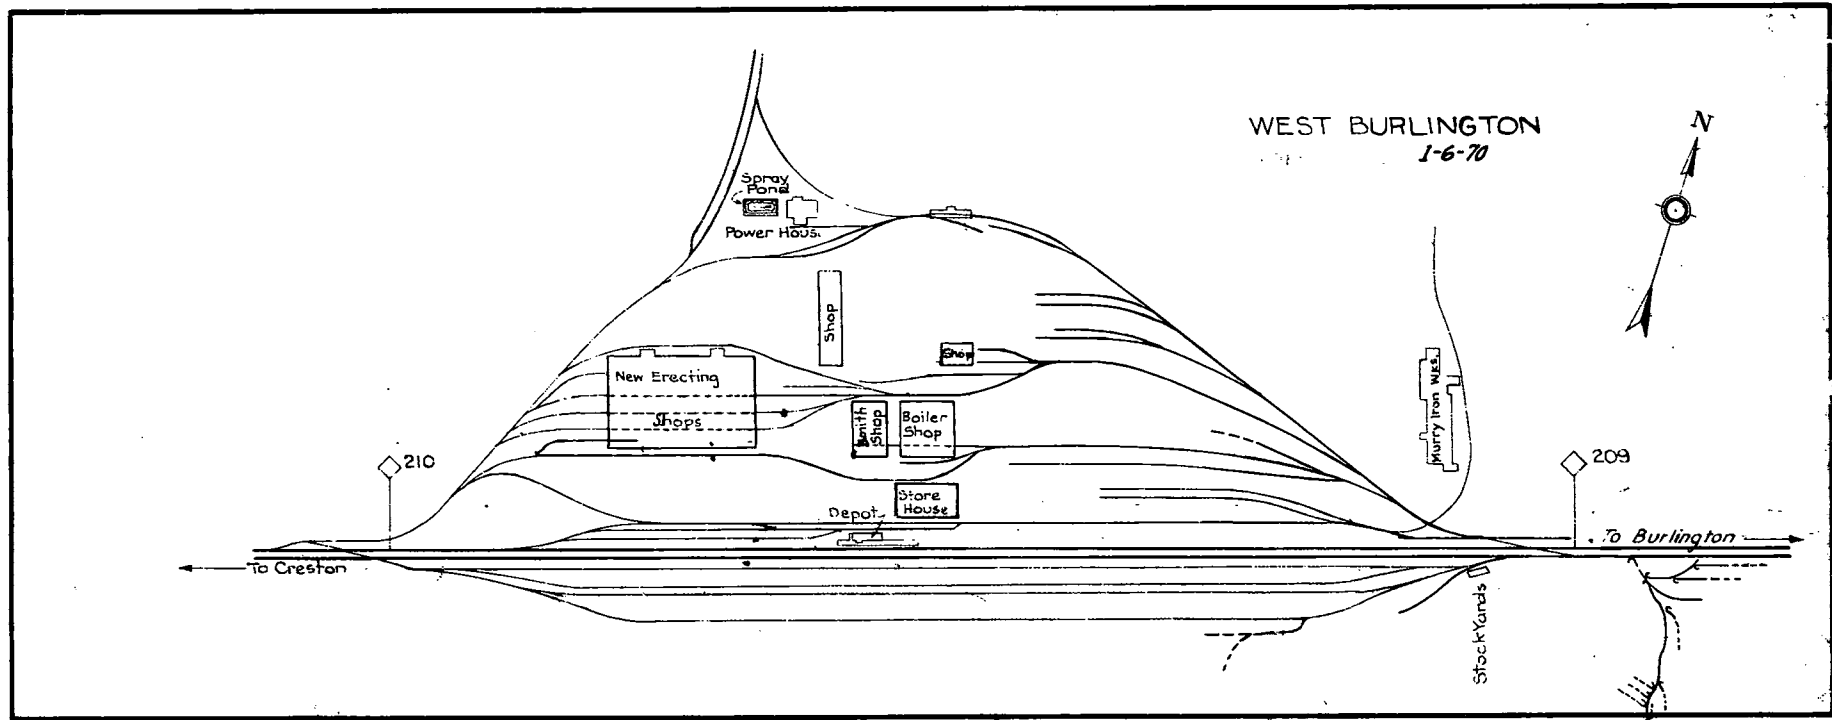 WEST BURLINGTON
1-6-70
N
Spray
Pond
Power Hous.
Shop
Shop
New Erecting
Shops
Smith
Shop
Boiler
Shop
Murry Iron Wks.
210
209
Store
House
Depot
To Burlington
To Creston
Stock Yards